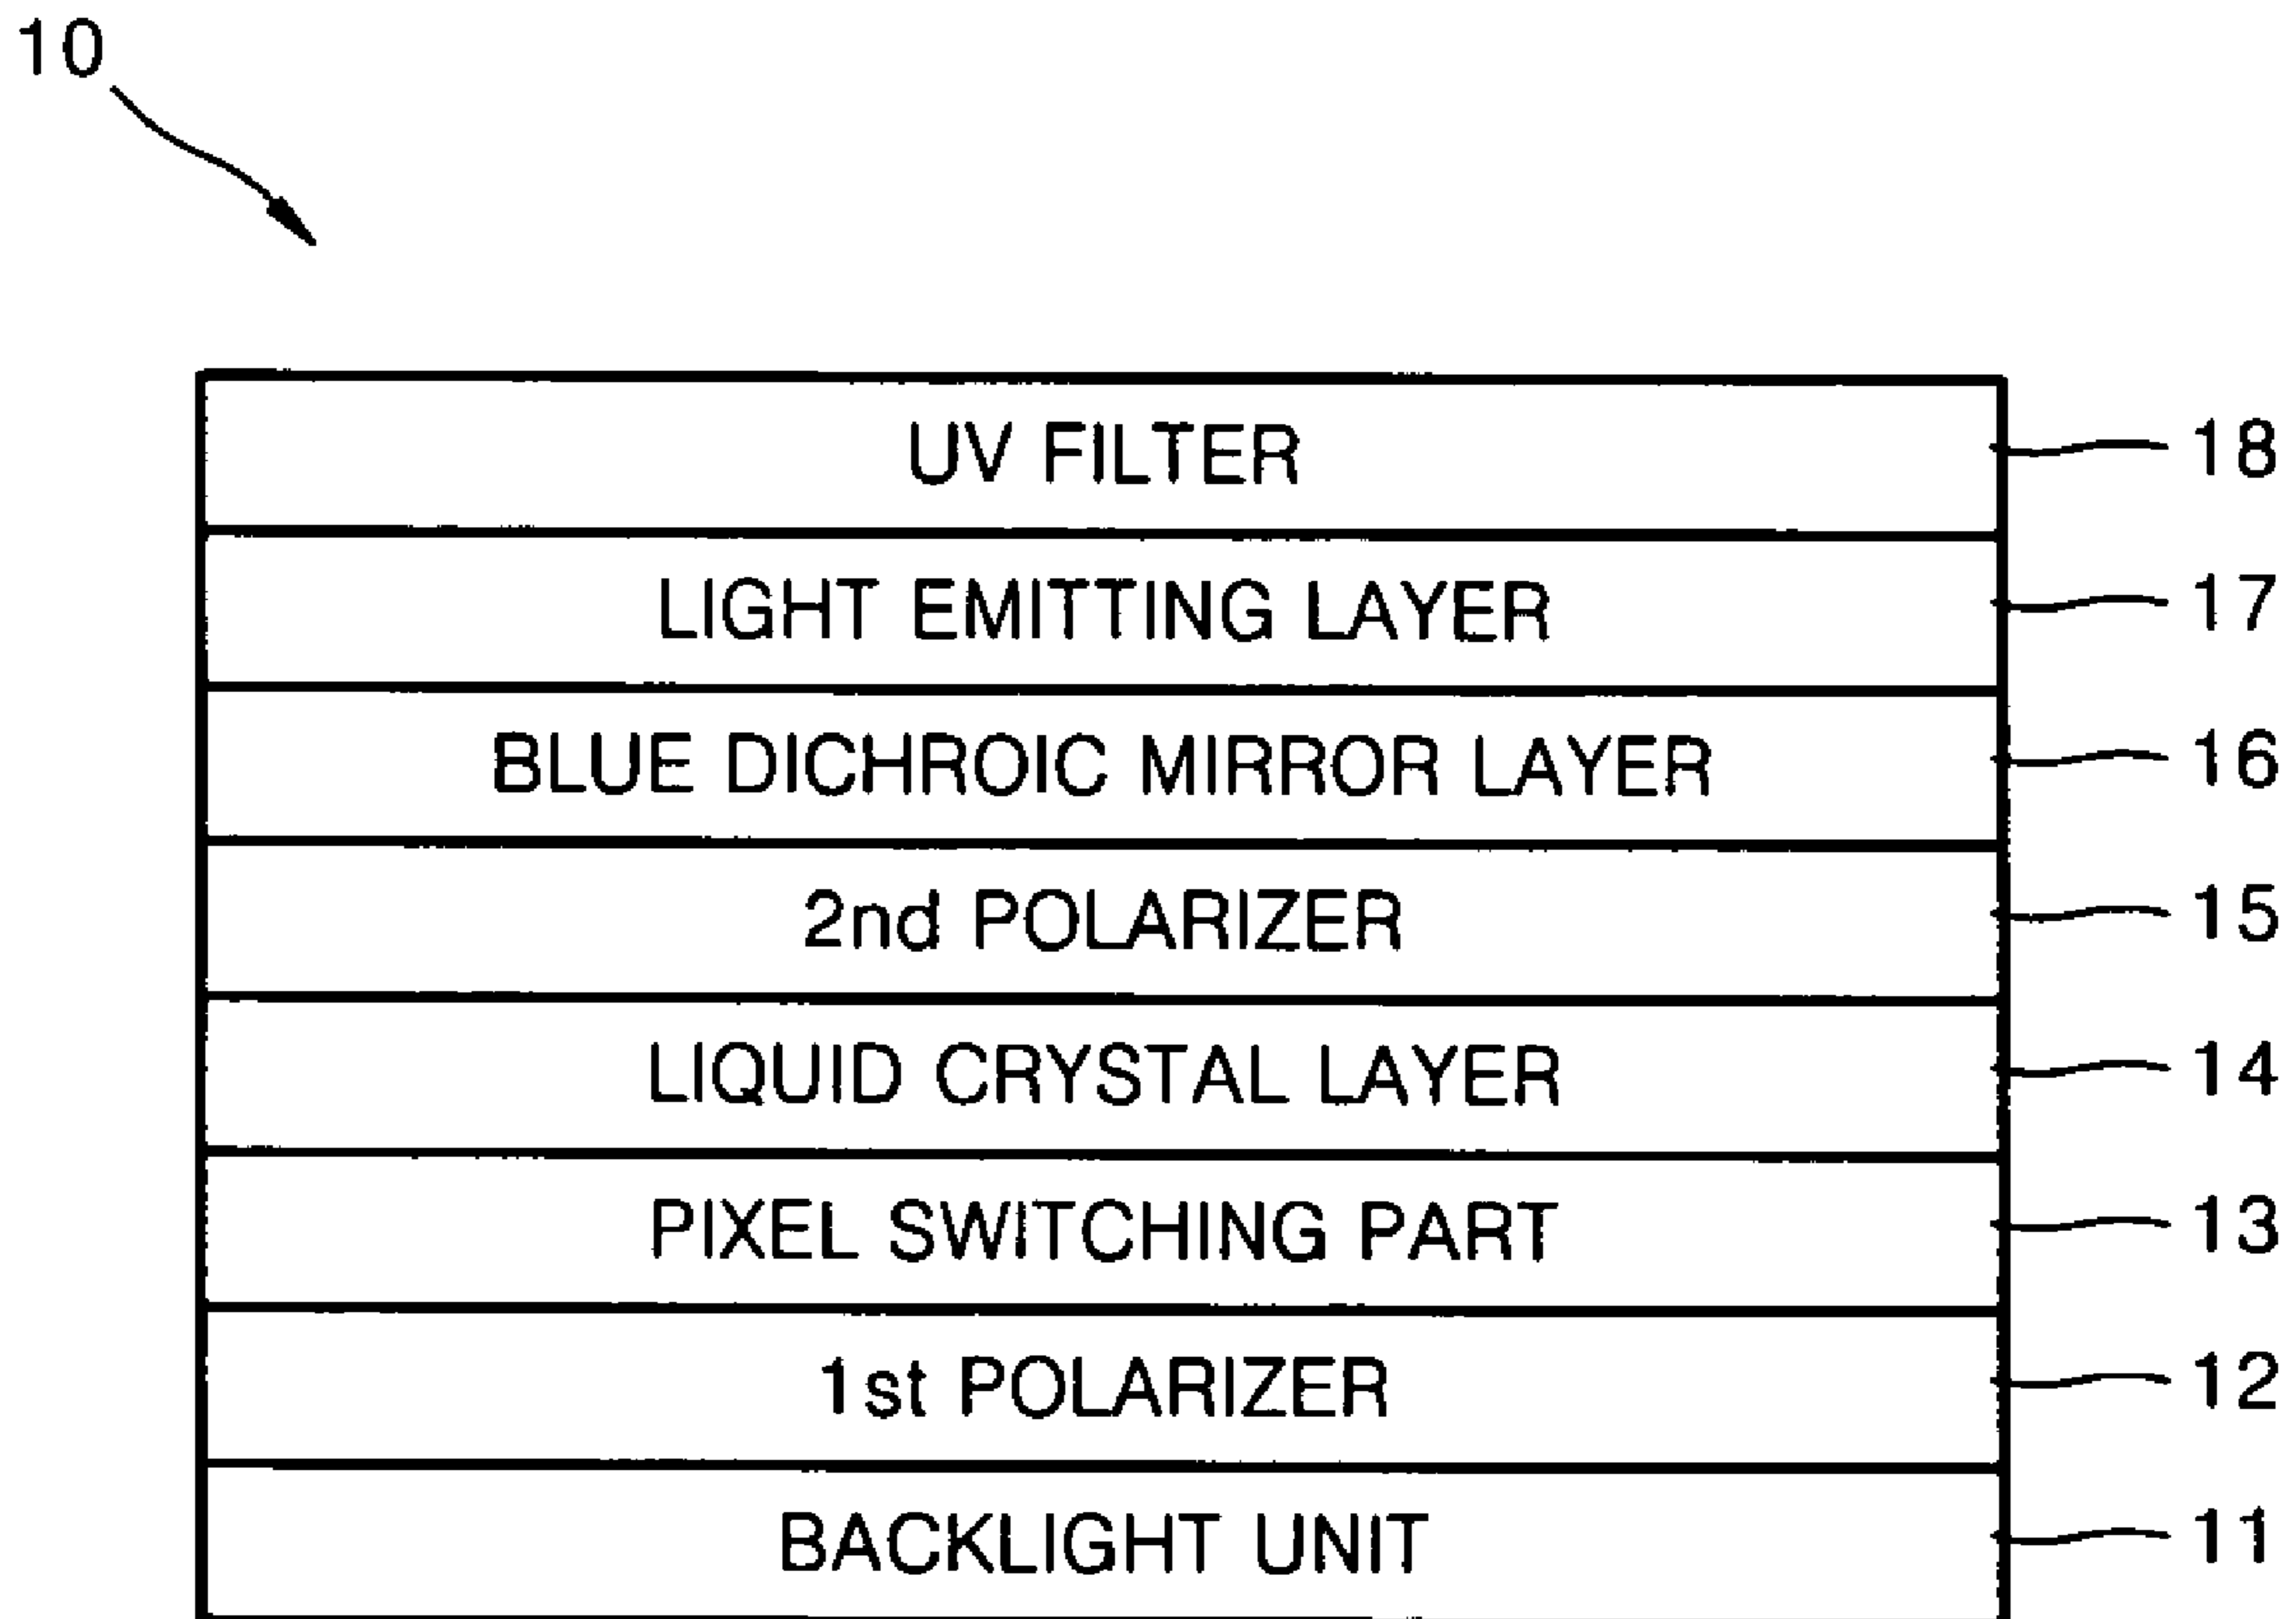 10
UV FILTER 18
LIGHT EMITTING LAYER 17
BLUE DICHROIC MIRROR LAYER 16
2nd POLARIZER 15
LIQUID CRYSTAL LAYER 14
PIXEL SWITCHING PART 13
1st POLARIZER 12
BACKLIGHT UNIT 11